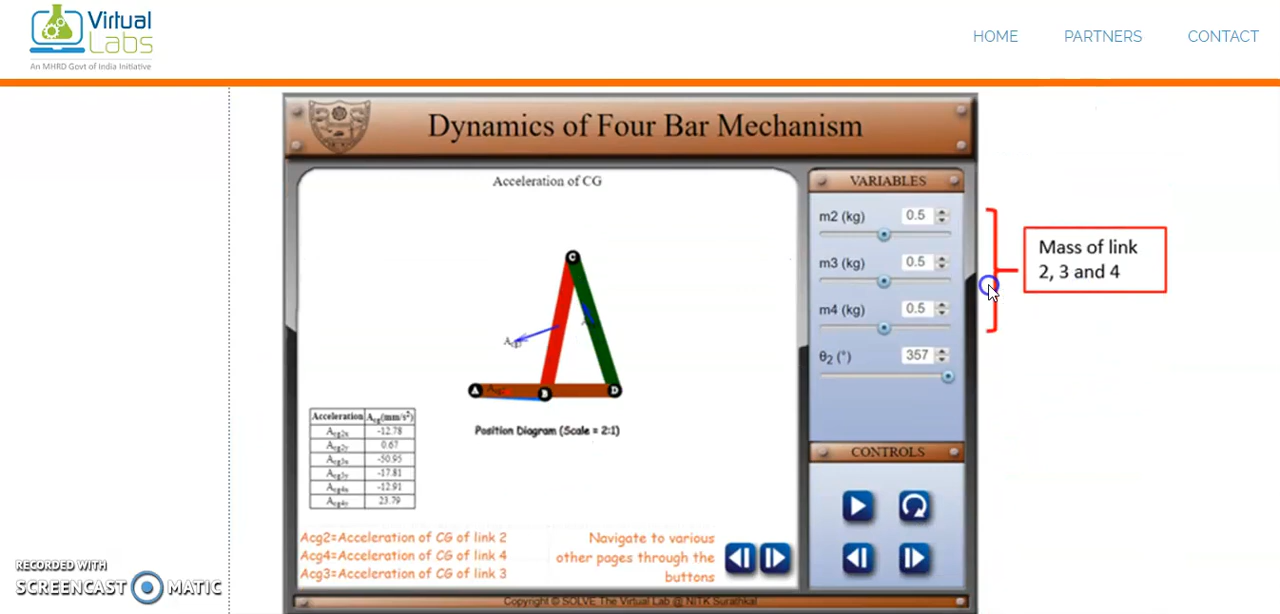 Virtual
Labs
An MHRD Govt of India Initiative
HOME PARTNERS CONTACT
Dynamics of Four Bar Mechanism
Acceleration of CG
C
A
B
D
Position Diagram (Scale = 2:1)
Acceleration Acg(mm/s²)
Acg2x -12.78
Acg2y 0.67
Acg3x -50.95
Acg3y -17.81
Acg4x -12.91
Acg4y 23.79
Acg2=Acceleration of CG of link 2
Acg4=Acceleration of CG of link 4
Acg3=Acceleration of CG of link 3
Navigate to various
other pages through the
buttons
VARIABLES
m2 (kg) 0.5
m3 (kg) 0.5
m4 (kg) 0.5
θ2 (°) 357
CONTROLS
Mass of link
2, 3 and 4
Copyright © SOLVE The Virtual Lab @ NITK Surathkal
RECORDED WITH
SCREENCAST MATIC